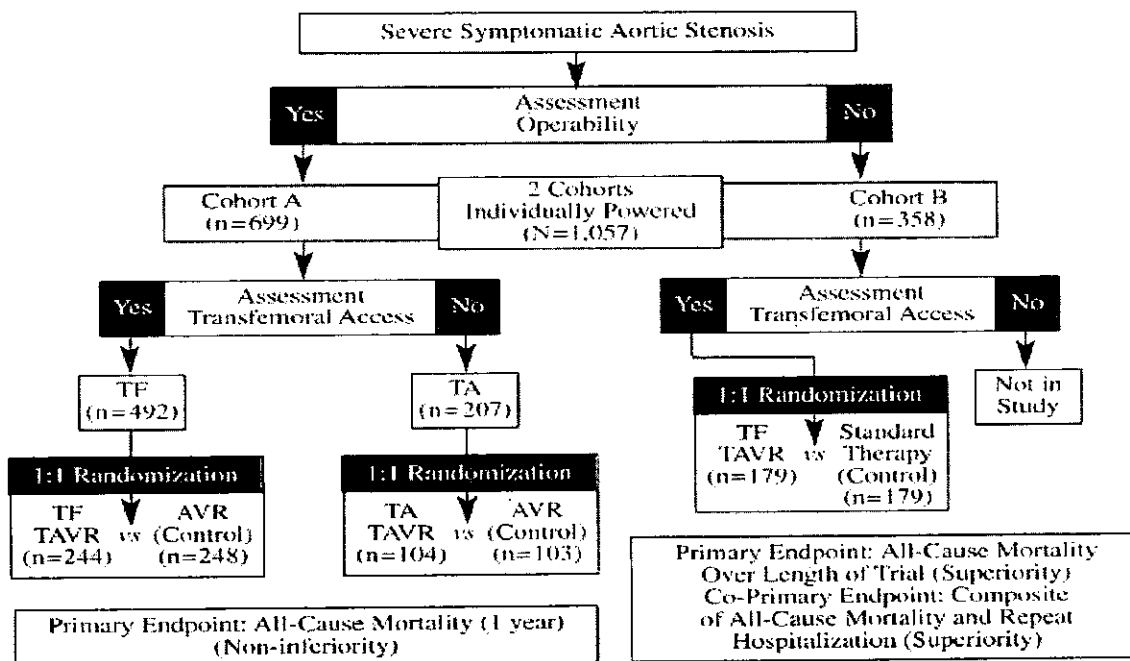 Severe Symptomatic Aortic Stenosis
Yes
Assessment
Operability
No
Cohort A
(n=699)
2 Cohorts
Individually Powered
(N=1,057)
Cohort B
(n=358)
Yes
Assessment
Transfemoral Access
No
Yes
Assessment
Transfemoral Access
No
TF
(n=492)
TA
(n=207)
Not in
Study
1:1 Randomization
TF
TAVR
(n=179)
vs
Standard
Therapy
(Control)
(n=179)
1:1 Randomization
TF
TAVR
(n=244)
vs
AVR
(Control)
(n=248)
1:1 Randomization
TA
TAVR
(n=104)
vs
AVR
(Control)
(n=103)
Primary Endpoint: All-Cause Mortality (1 year)
(Non-inferiority)
Primary Endpoint: All-Cause Mortality
Over Length of Trial (Superiority)
Co-Primary Endpoint: Composite
of All-Cause Mortality and Repeat
Hospitalization (Superiority)